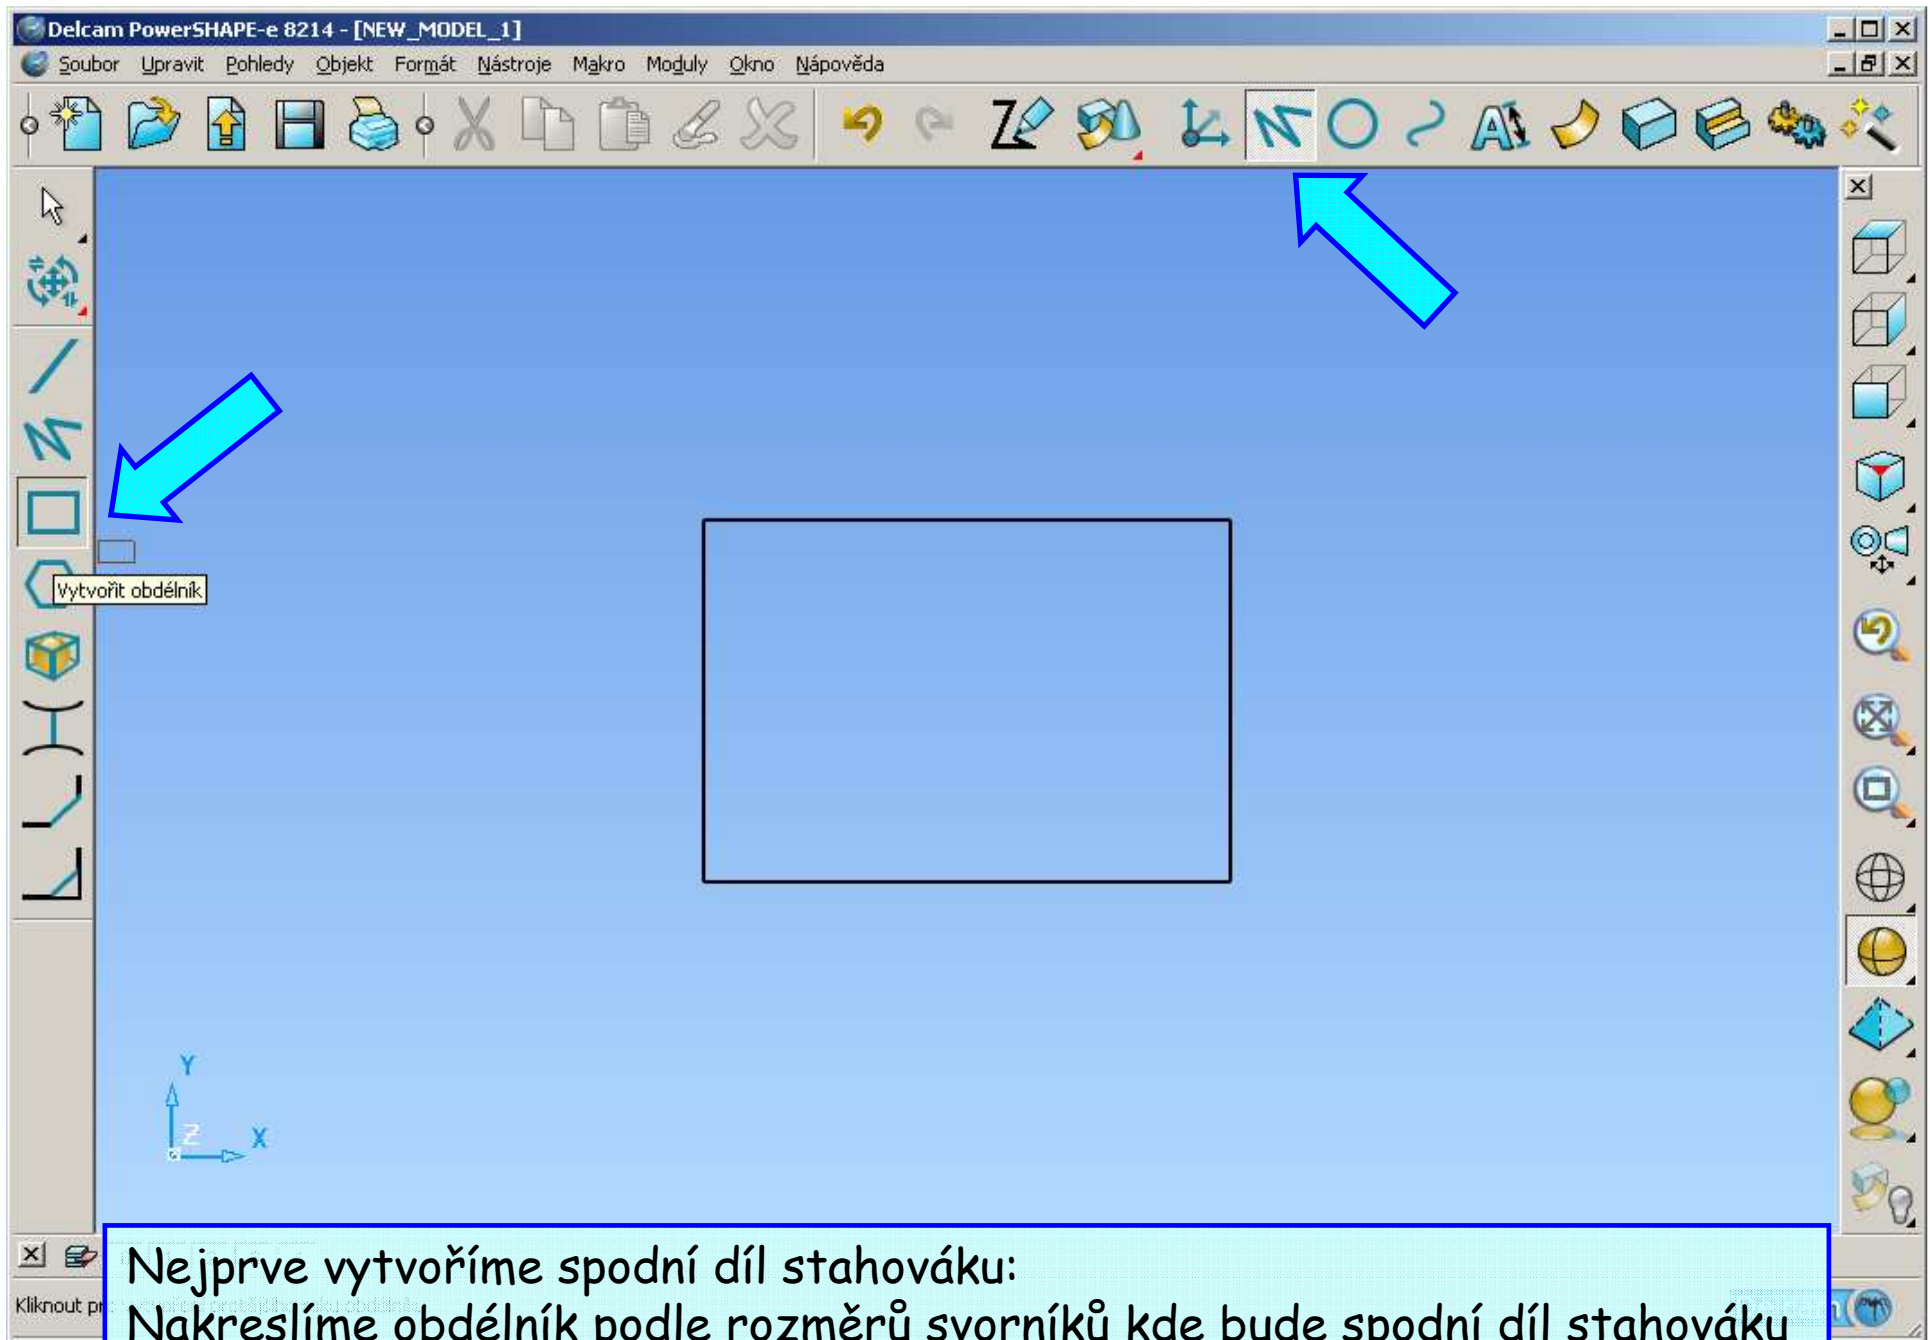 Delcam PowerSHAPE-e 8214 - [NEW_MODEL_1]
Soubor Upravit Pohledy Objekt Formát Nástroje Makro Moduly Okno Nápověda
Vytvořit obdélník
Y
Z
X
Nejprve vytvoříme spodní díl stahováku:
Kliknout
Nakreslíme obdélník podle rozměrů svorníků kde bude spodní díl stahováku